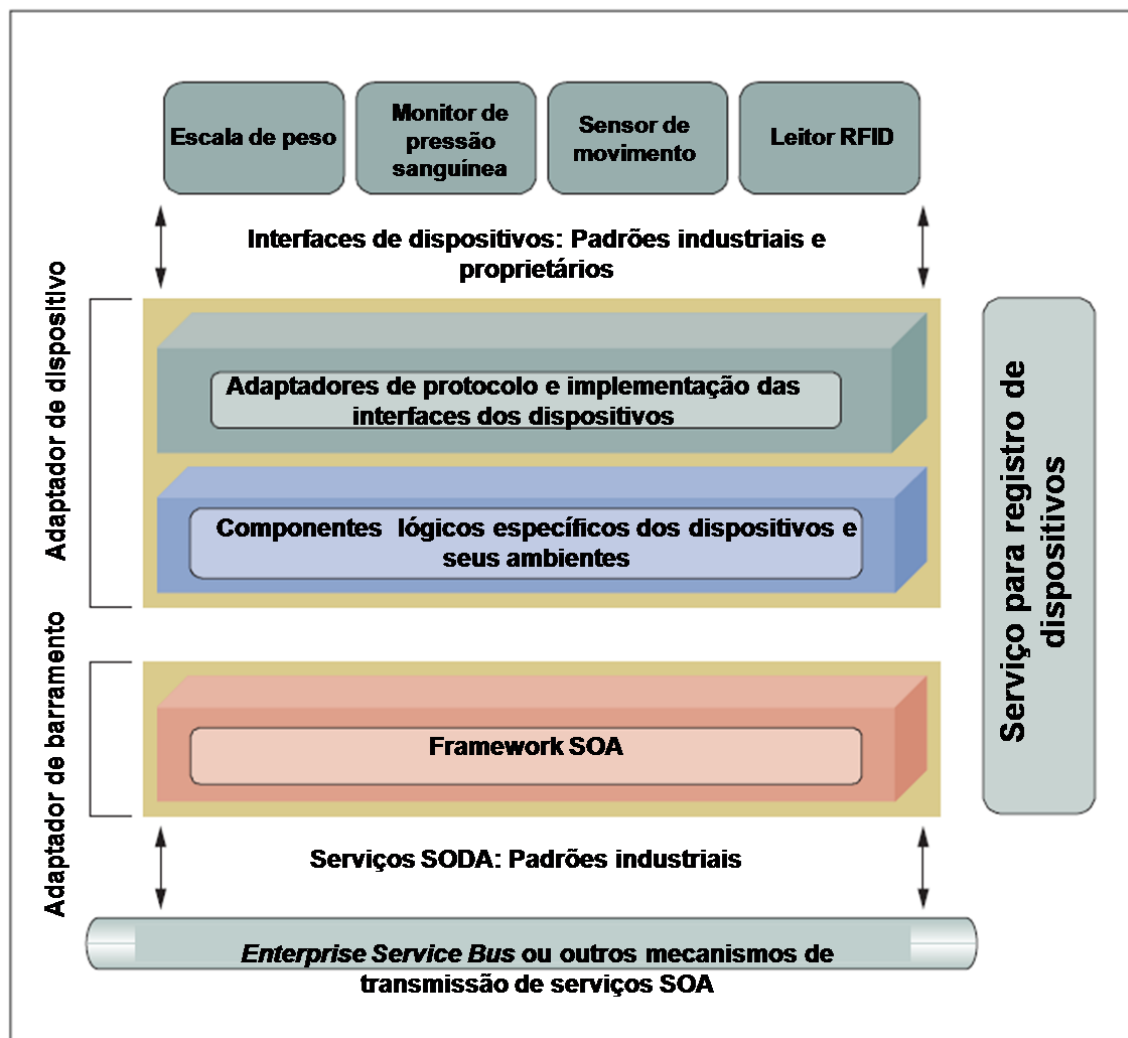 Escala de peso
Monitor de
pressão
sanguínea
Sensor de
movimento
Leitor RFID
Interfaces de dispositivos: Padrões industriais e
proprietários
Adaptador de dispositivo
Adaptadores de protocolo e implementação das
interfaces dos dispositivos
Componentes lógicos específicos dos dispositivos e
seus ambientes
Serviço para registro de
dispositivos
Adaptador de barramento
Framework SOA
Serviços SODA: Padrões industriais
Enterprise Service Bus ou outros mecanismos de
transmissão de serviços SOA